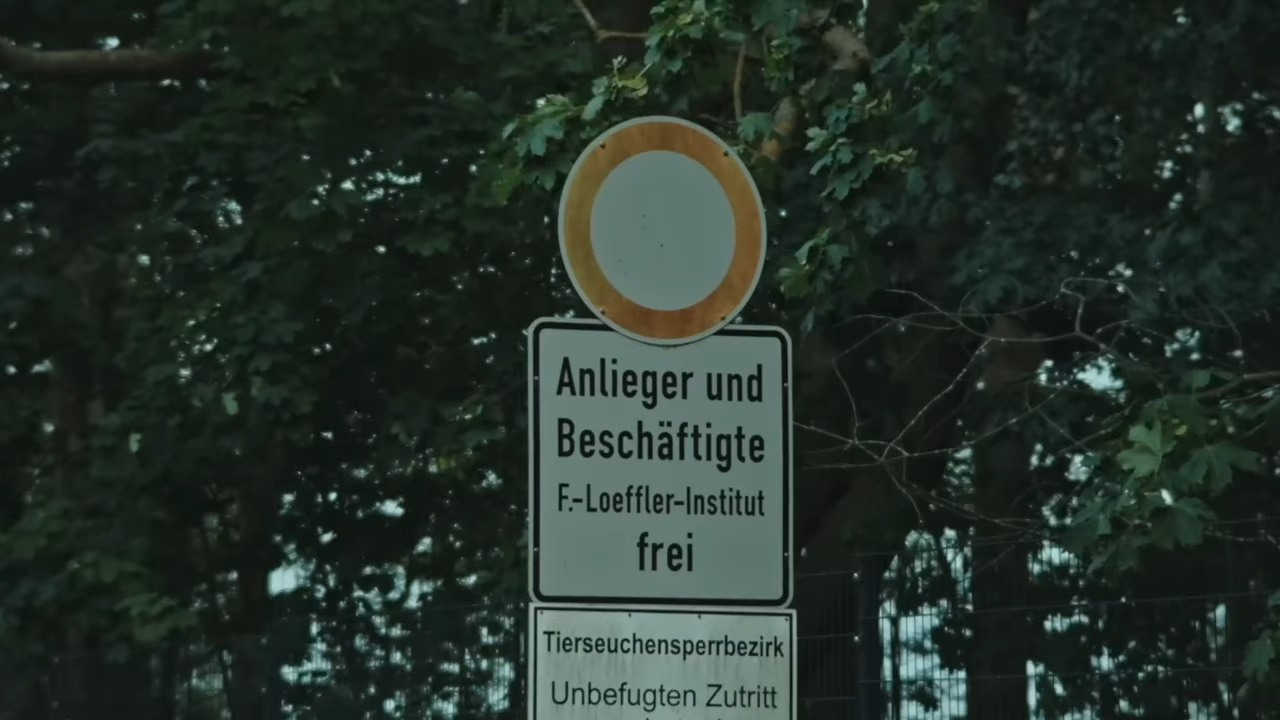 Anlieger und
Beschäftigte
F.-Loeffler-Institut
frei
Tierseuchensperrbezirk
Unbefugten Zutritt